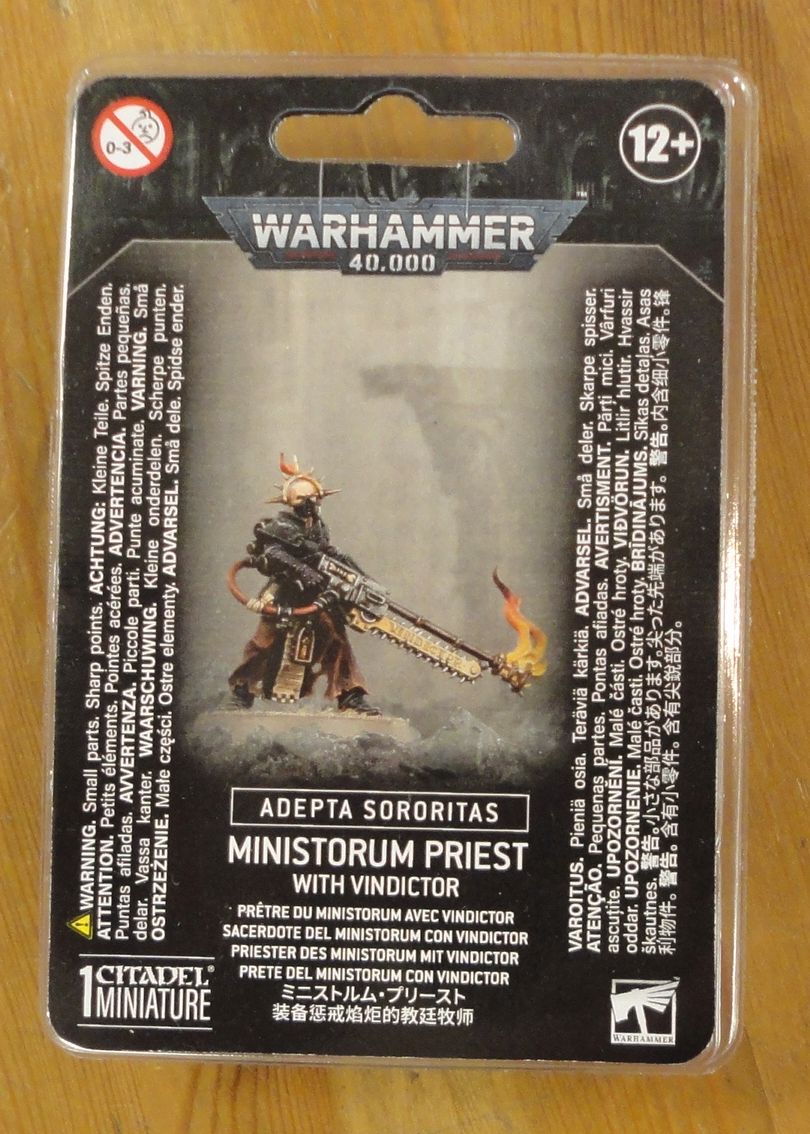 0-3
12+
WARHAMMER
40,000
⚠WARNING. Small parts. Sharp points. ACHTUNG: Kleine Teile. Spitze Enden.
ATTENTION. Petits éléments. Pointes acérées. ADVERTENCIA. Partes pequeñas.
Puntas afiladas. AVVERTENZA. Piccole parti. Punte acuminate. VARNING. Små
delar. Vassa kanter. WAARSCHUWING. Kleine onderdelen. Scherpe punten.
OSTRZEŻENIE. Małe części. Ostre elementy. ADVARSEL. Små dele. Spidse ender.
VAROITUS. Pieniä osia. Teräviä kärkiä. ADVARSEL. Små deler. Skarpe spisser.
ATENÇÃO. Pequenas partes. Pontas afiadas. AVERTISMENT. Părți mici. Vârfuri
ascuțite. UPOZORNĚNÍ. Malé části. Ostré hroty. VIÐVÖRUN. Litlir hlutir. Hvassir
oddar. UPOZORNENIE. Malé časti. Ostré hroty. BRĪDINĀJUMS. Sīkas detaļas. Asas
šķautnes. 警告。小さな部品があります。尖った先端があります。警告。内含细小零件。锋
利物件。警告。含有小零件。含有尖銳部分。
ADEPTA SORORITAS
MINISTORUM PRIEST
WITH VINDICTOR
PRÊTRE DU MINISTORUM AVEC VINDICTOR
SACERDOTE DEL MINISTORUM CON VINDICTOR
PRIESTER DES MINISTORUM MIT VINDICTOR
PRETE DEL MINISTORUM CON VINDICTOR
ミニストルム・プリースト
装备惩戒焰炬的教廷牧师
1 CITADEL®
MINIATURE
WARHAMMER